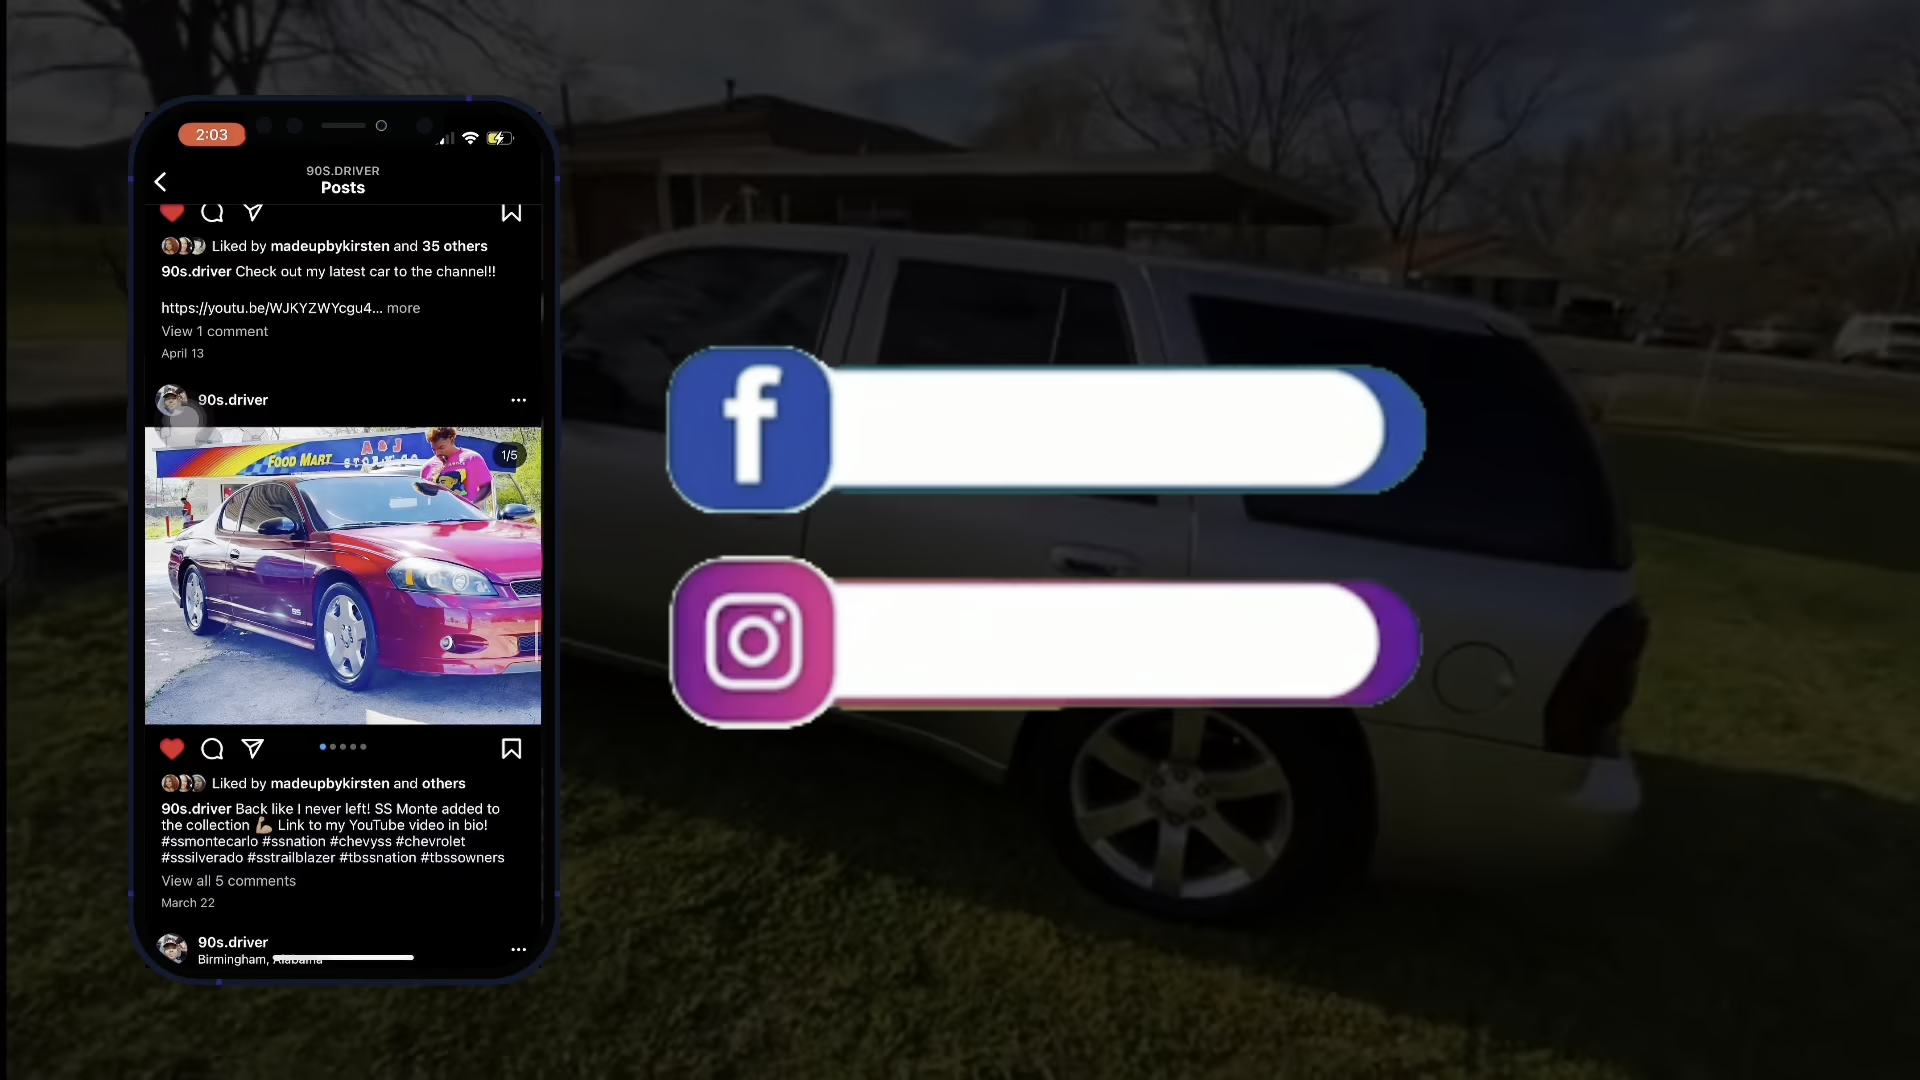 2:03
90S.DRIVER
Posts
Liked by madeupbykirsten and 35 others
90s.driver Check out my latest car to the channel!!
https://youtu.be/WJKYZWYcgu4... more
View 1 comment
April 13
90s.driver
1/5
FOOD MART
A & J
SS
Liked by madeupbykirsten and others
90s.driver Back like I never left! SS Monte added to
the collection 💪🏽 Link to my YouTube video in bio!
#ssmontecarlo #ssnation #chevyss #chevrolet
#sssilverado #sstrailblazer #tbssnation #tbssowners
View all 5 comments
March 22
90s.driver
Birmingham, Alabama
f